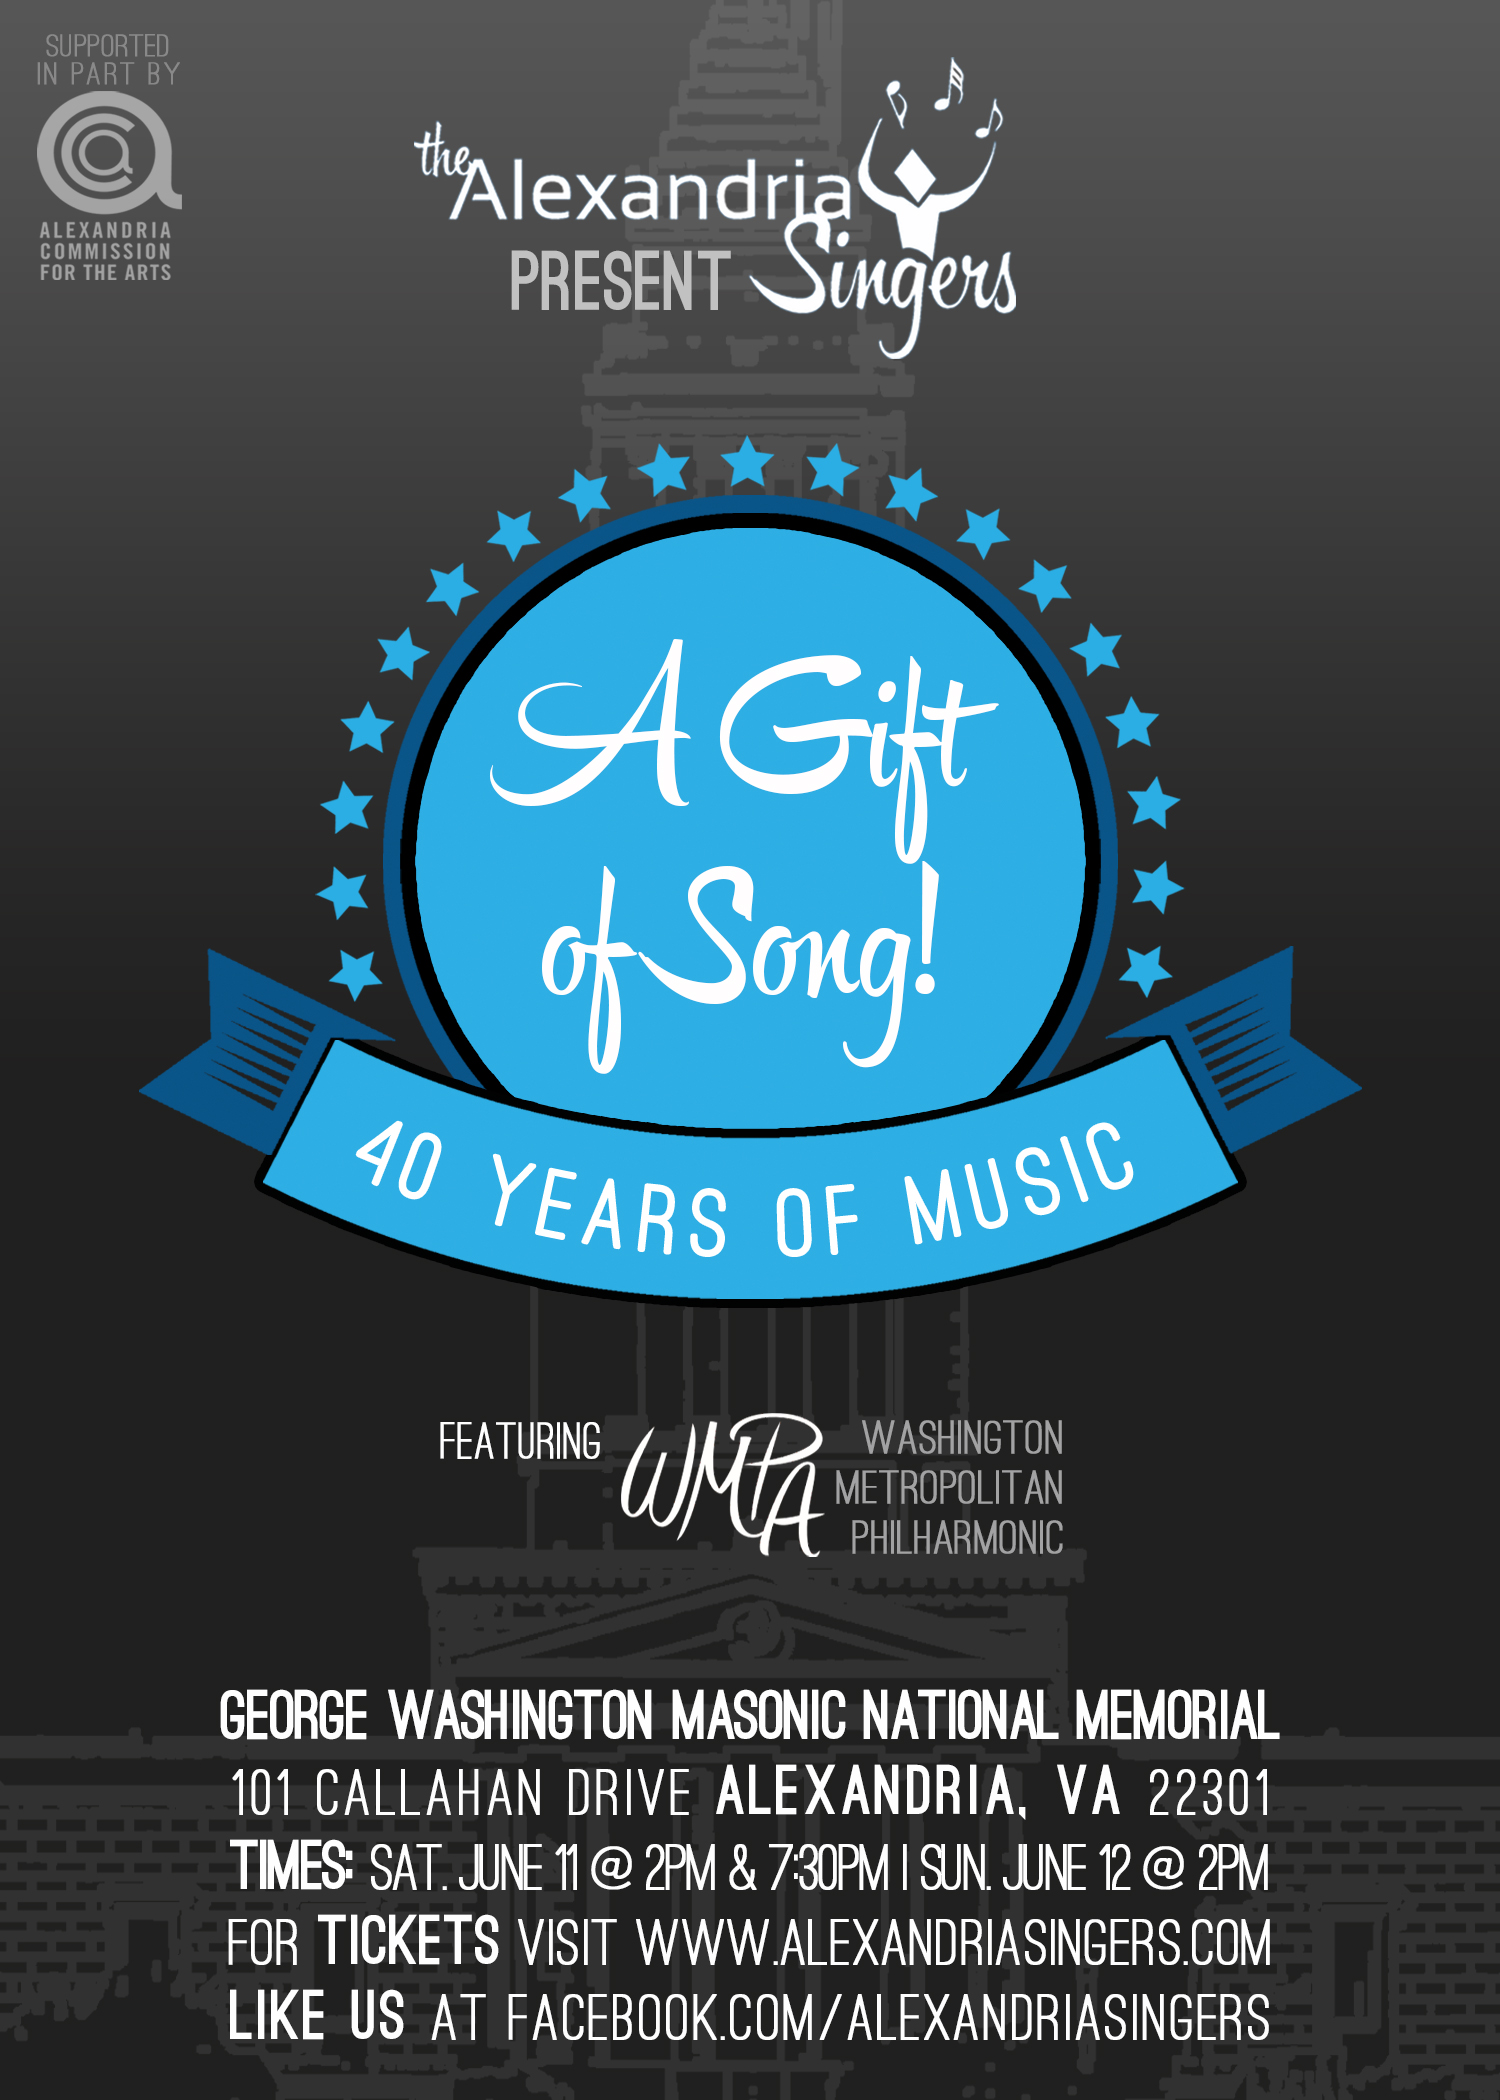 SUPPORTED
IN PART BY
ALEXANDRIA
COMMISSION
FOR THE ARTS
the Alexandria
PRESENT Singers
A Gift
of Song!
40 YEARS OF MUSIC
FEATURING WMPA WASHINGTON
METROPOLITAN
PHILHARMONIC
GEORGE WASHINGTON MASONIC NATIONAL MEMORIAL
101 CALLAHAN DRIVE ALEXANDRIA, VA 22301
TIMES: SAT. JUNE 11 @ 2PM & 7:30PM | SUN. JUNE 12 @ 2PM
FOR TICKETS VISIT WWW.ALEXANDRIASINGERS.COM
LIKE US AT FACEBOOK.COM/ALEXANDRIASINGERS